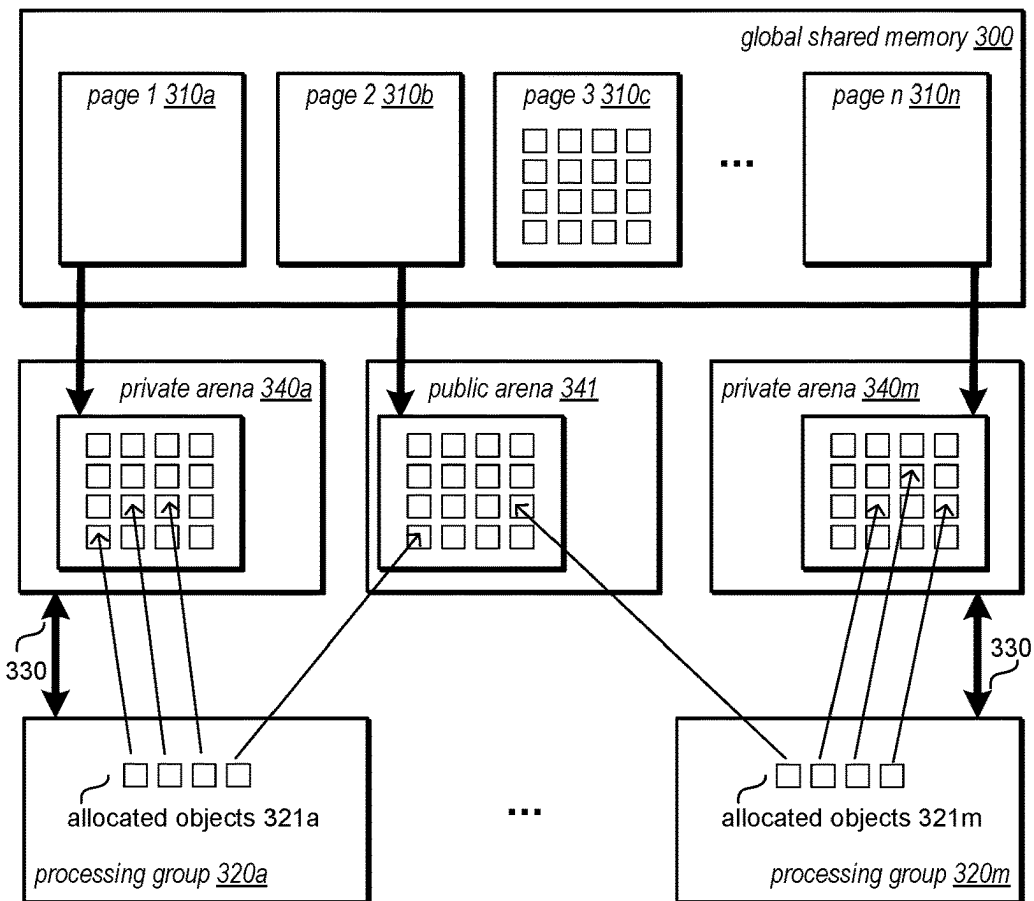 global shared memory 300
page 1 310a
page 2 310b
page 3 310c
page n 310n
...
private arena 340a
public arena 341
private arena 340m
330
330
allocated objects 321a
...
allocated objects 321m
processing group 320a
processing group 320m